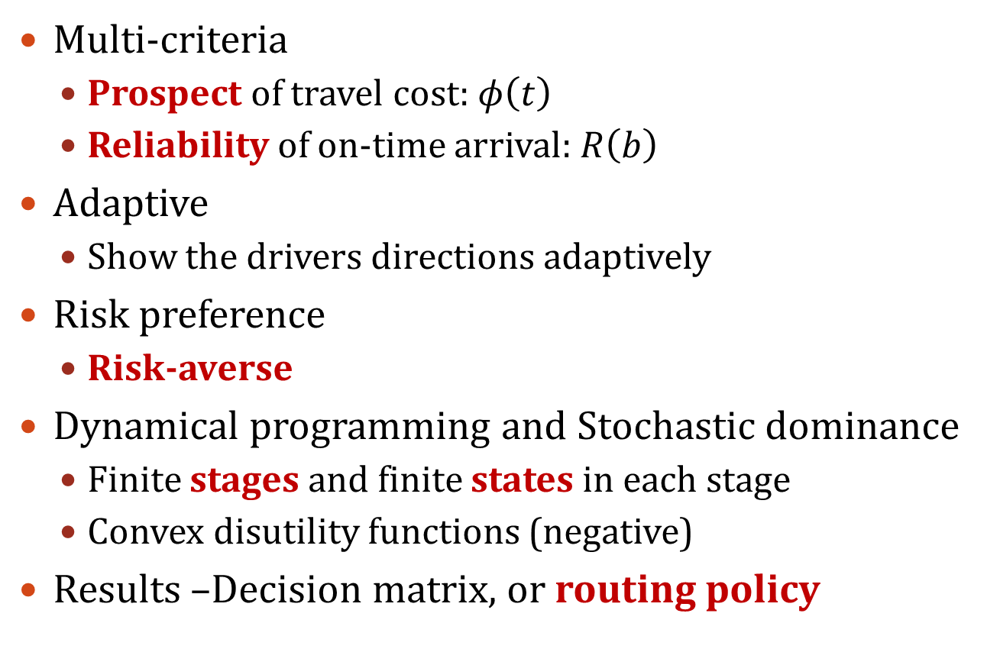 • Multi-criteria
• Prospect of travel cost: ϕ(t)
• Reliability of on-time arrival: R(b)
• Adaptive
• Show the drivers directions adaptively
• Risk preference
• Risk-averse
• Dynamical programming and Stochastic dominance
• Finite stages and finite states in each stage
• Convex disutility functions (negative)
• Results –Decision matrix, or routing policy